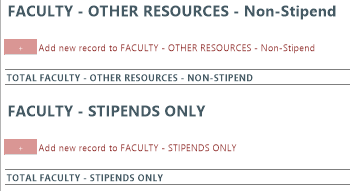 FACULTY - OTHER RESOURCES - Non-Stipend
+ Add new record to FACULTY - OTHER RESOURCES - Non-Stipend
TOTAL FACULTY - OTHER RESOURCES - NON-STIPEND
FACULTY - STIPENDS ONLY
+ Add new record to FACULTY - STIPENDS ONLY
TOTAL FACULTY - STIPENDS ONLY